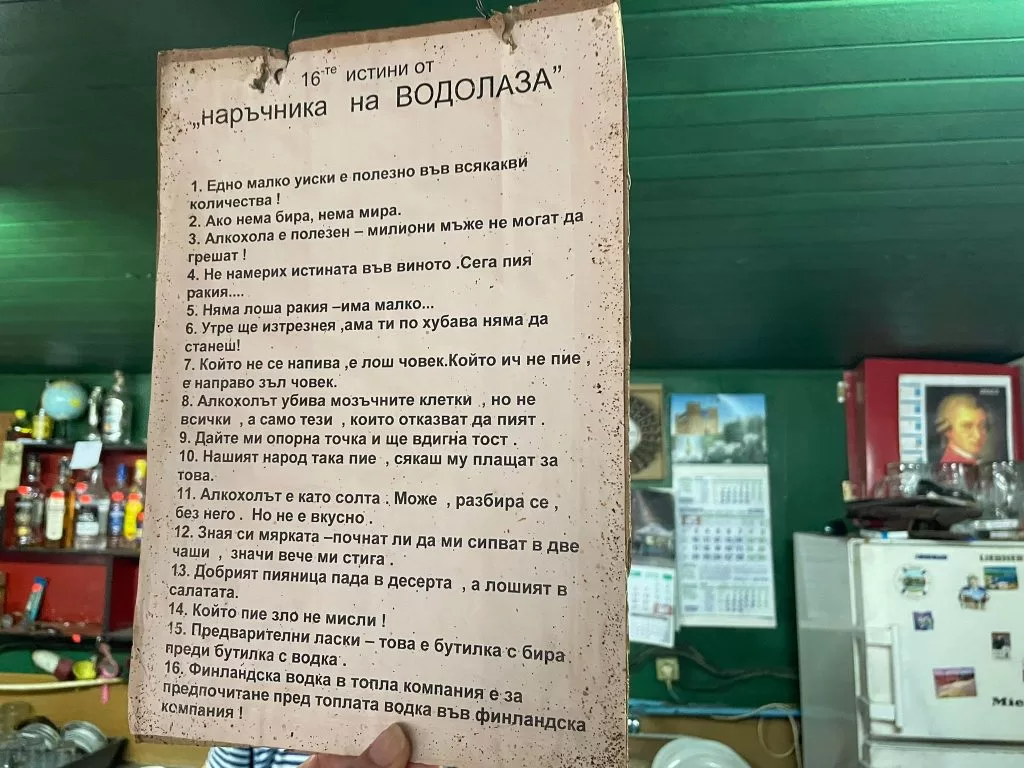 16-те истини от
„наръчника на ВОДОЛАЗА”
1. Едно малко уиски е полезно във всякакви
количества !
2. Ако нема бира, нема мира.
3. Алкохола е полезен – милиони мъже не могат да
грешат !
4. Не намерих истината във виното .Сега пия
ракия....
5. Няма лоша ракия –има малко...
6. Утре ще изтрезнея ,ама ти по хубава няма да
станеш!
7. Който не се напива ,е лош човек.Който ич не пие ,
е направо зъл човек.
8. Алкохолът убива мозъчните клетки , но не
всички , а само тези , които отказват да пият .
9. Дайте ми опорна точка и ще вдигна тост .
10. Нашият народ така пие , сякаш му плащат за
това.
11. Алкохолът е като солта . Може , разбира се ,
без него . Но не е вкусно .
12. Зная си мярката –почнат ли да ми сипват в две
чаши , значи вече ми стига .
13. Добрият пияница пада в десерта , а лошият в
салатата.
14. Който пие зло не мисли !
15. Предварителни ласки – това е бутилка с бира
преди бутилка с водка .
16. Финландска водка в топла компания е за
предпочитане пред топлата водка във финландска
компания !
LIEBHERR